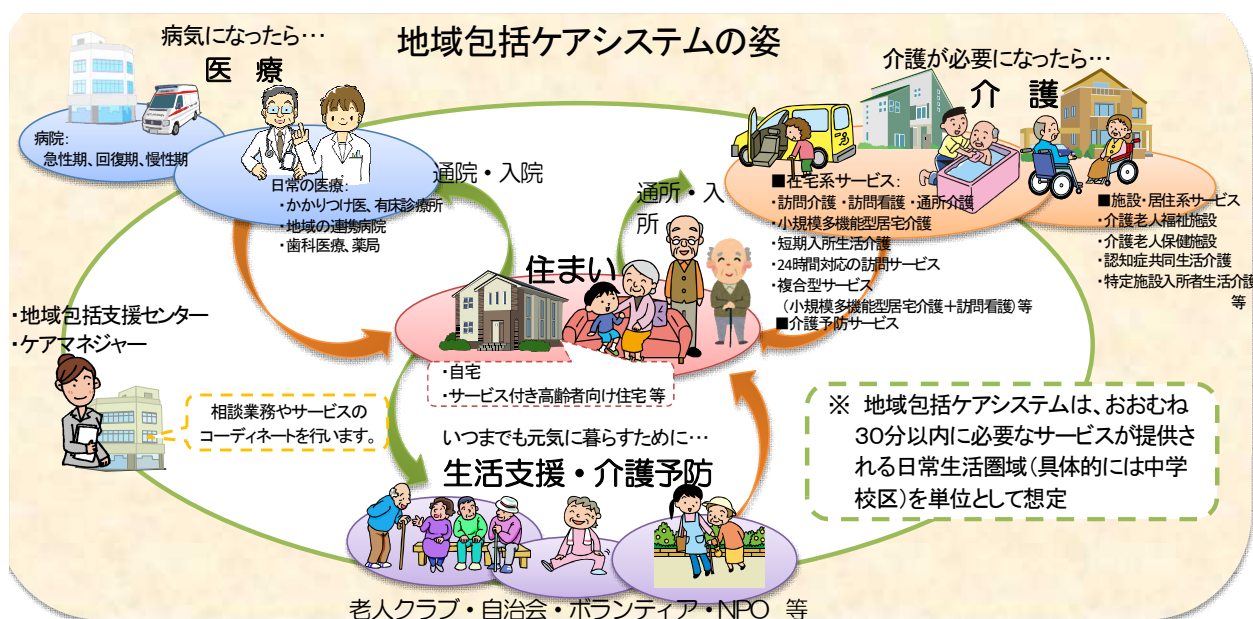 地域包括ケアシステムの姿
病気になったら…
医 療
病院:
急性期、回復期、慢性期
日常の医療:
・かかりつけ医、有床診療所
・地域の連携病院
・歯科医療、薬局
通院・入院
通所・入
所
介護が必要になったら…
介 護
■在宅系サービス:
・訪問介護・訪問看護・通所介護
・小規模多機能型居宅介護
・短期入所生活介護
・24時間対応の訪問サービス
・複合型サービス
（小規模多機能型居宅介護＋訪問看護）等
■介護予防サービス
■施設・居住系サービス
・介護老人福祉施設
・介護老人保健施設
・認知症共同生活介護
・特定施設入所者生活介護
等
住まい
・自宅
・サービス付き高齢者向け住宅 等
・地域包括支援センター
・ケアマネジャー
相談業務やサービスの
コーディネートを行います。
いつまでも元気に暮らすために…
生活支援・介護予防
老人クラブ・自治会・ボランティア・NPO 等
※ 地域包括ケアシステムは、おおむね
３０分以内に必要なサービスが提供さ
れる日常生活圏域（具体的には中学
校区）を単位として想定